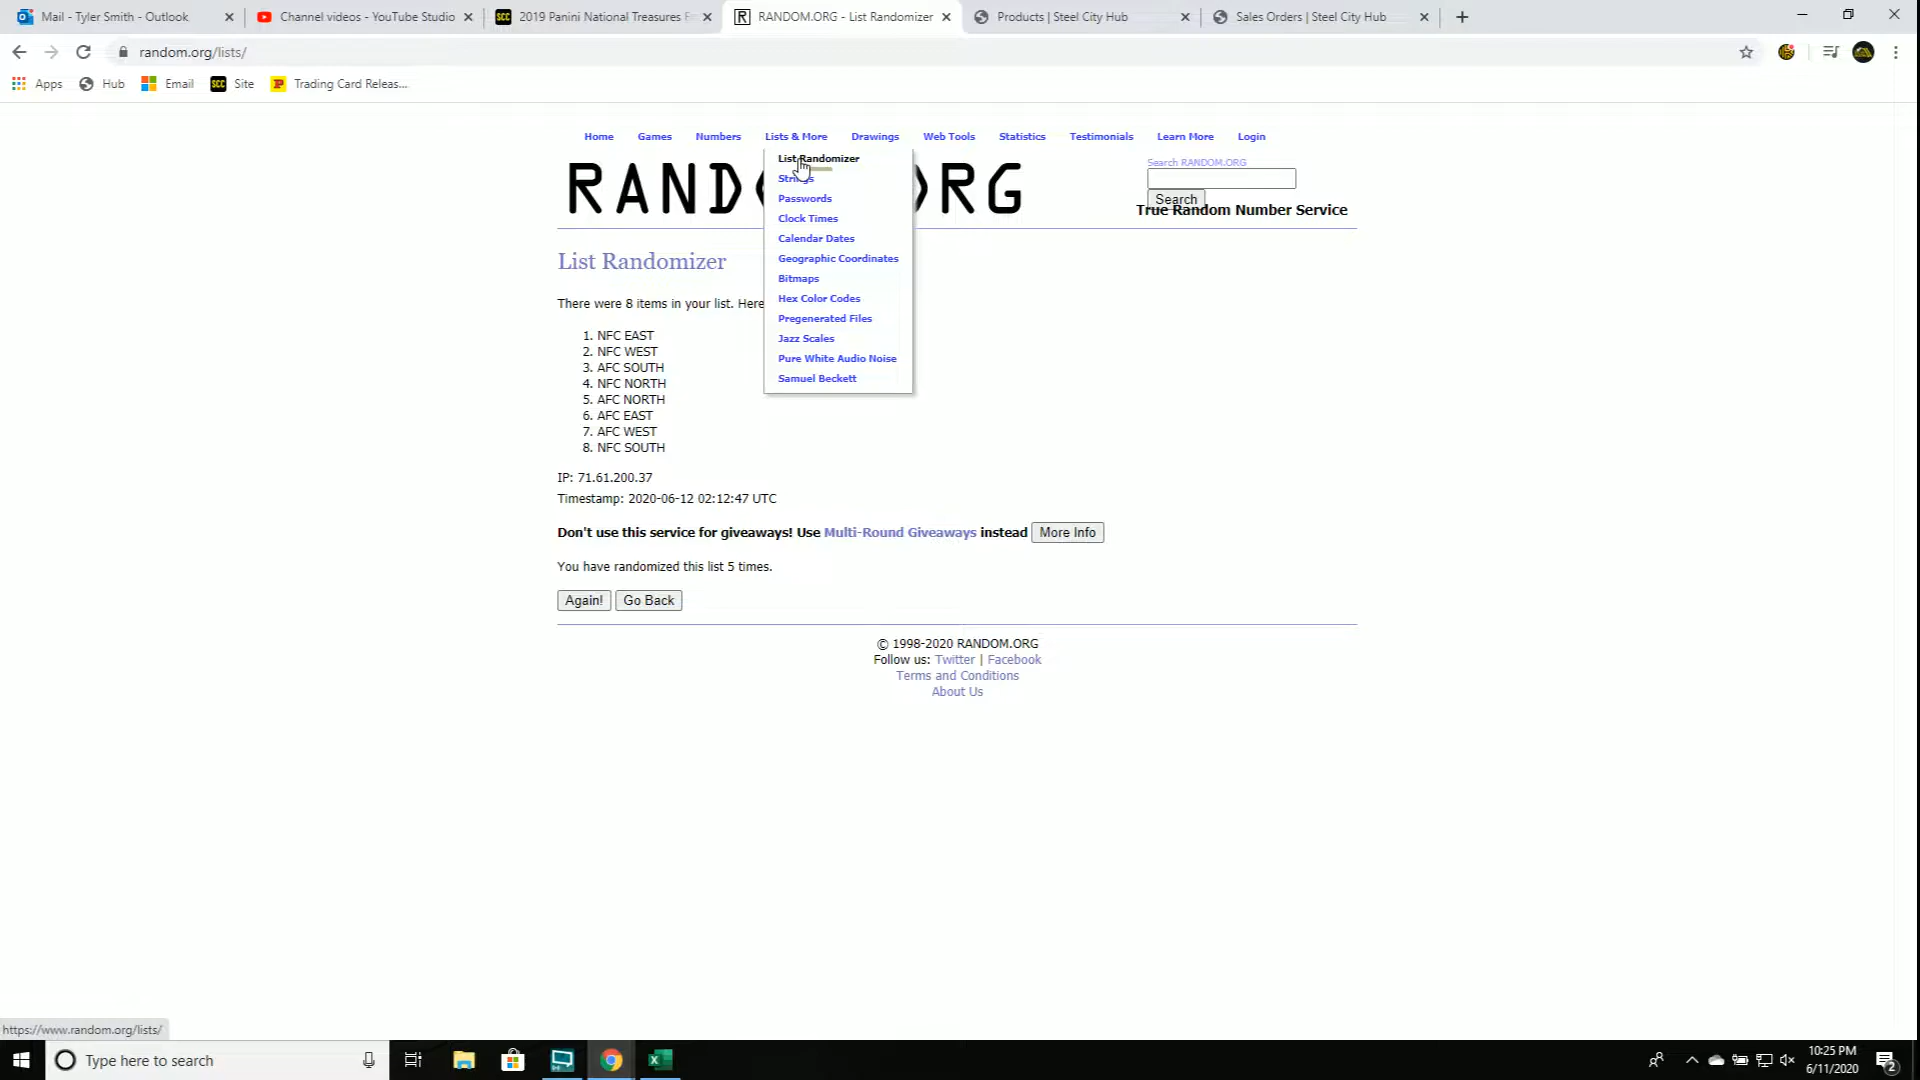 Mail - Tyler Smith - Outlook
Channel videos - YouTube Studio
SCC 2019 Panini National Treasures F
R RANDOM.ORG - List Randomizer
Products | Steel City Hub
Sales Orders | Steel City Hub
random.org/lists/
Apps
Hub
Email
SCC Site
Trading Card Releas...
Home
Games
Numbers
Lists & More
Drawings
Web Tools
Statistics
Testimonials
Learn More
Login
List Randomizer
Strings
Passwords
Clock Times
Calendar Dates
Geographic Coordinates
Bitmaps
Hex Color Codes
Pregenerated Files
Jazz Scales
Pure White Audio Noise
Samuel Beckett
RAND RG
Search RANDOM.ORG
Search
True Random Number Service
List Randomizer
There were 8 items in your list. Here
1. NFC EAST
2. NFC WEST
3. AFC SOUTH
4. NFC NORTH
5. AFC NORTH
6. AFC EAST
7. AFC WEST
8. NFC SOUTH
IP: 71.61.200.37
Timestamp: 2020-06-12 02:12:47 UTC
Don't use this service for giveaways! Use Multi-Round Giveaways instead More Info
You have randomized this list 5 times.
Again! Go Back
© 1998-2020 RANDOM.ORG
Follow us: Twitter | Facebook
Terms and Conditions
About Us
https://www.random.org/lists/
Type here to search
10:25 PM
6/11/2020
2